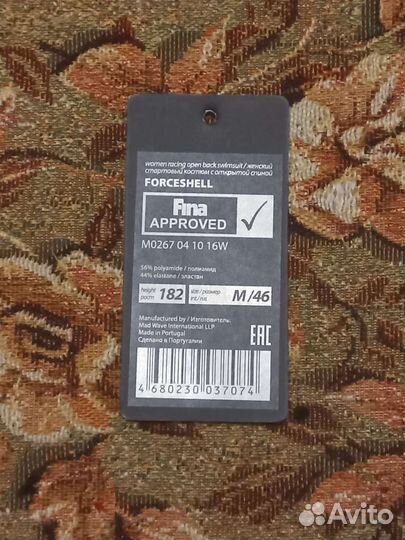 women racing open back swimsuit / женский
стартовый костюм с открытой спиной
FORCESHELL
Fina
APPROVED
M0267 04 10 16W
56% polyamide / полиамид
44% elastane / эластан
height
рост 182 size / размер
int / rus M/46
Manufactured by / Изготовитель:
Mad Wave International LLP
Made in Portugal
Сделано в Португалии
EAC
4 680230 037074
Avito